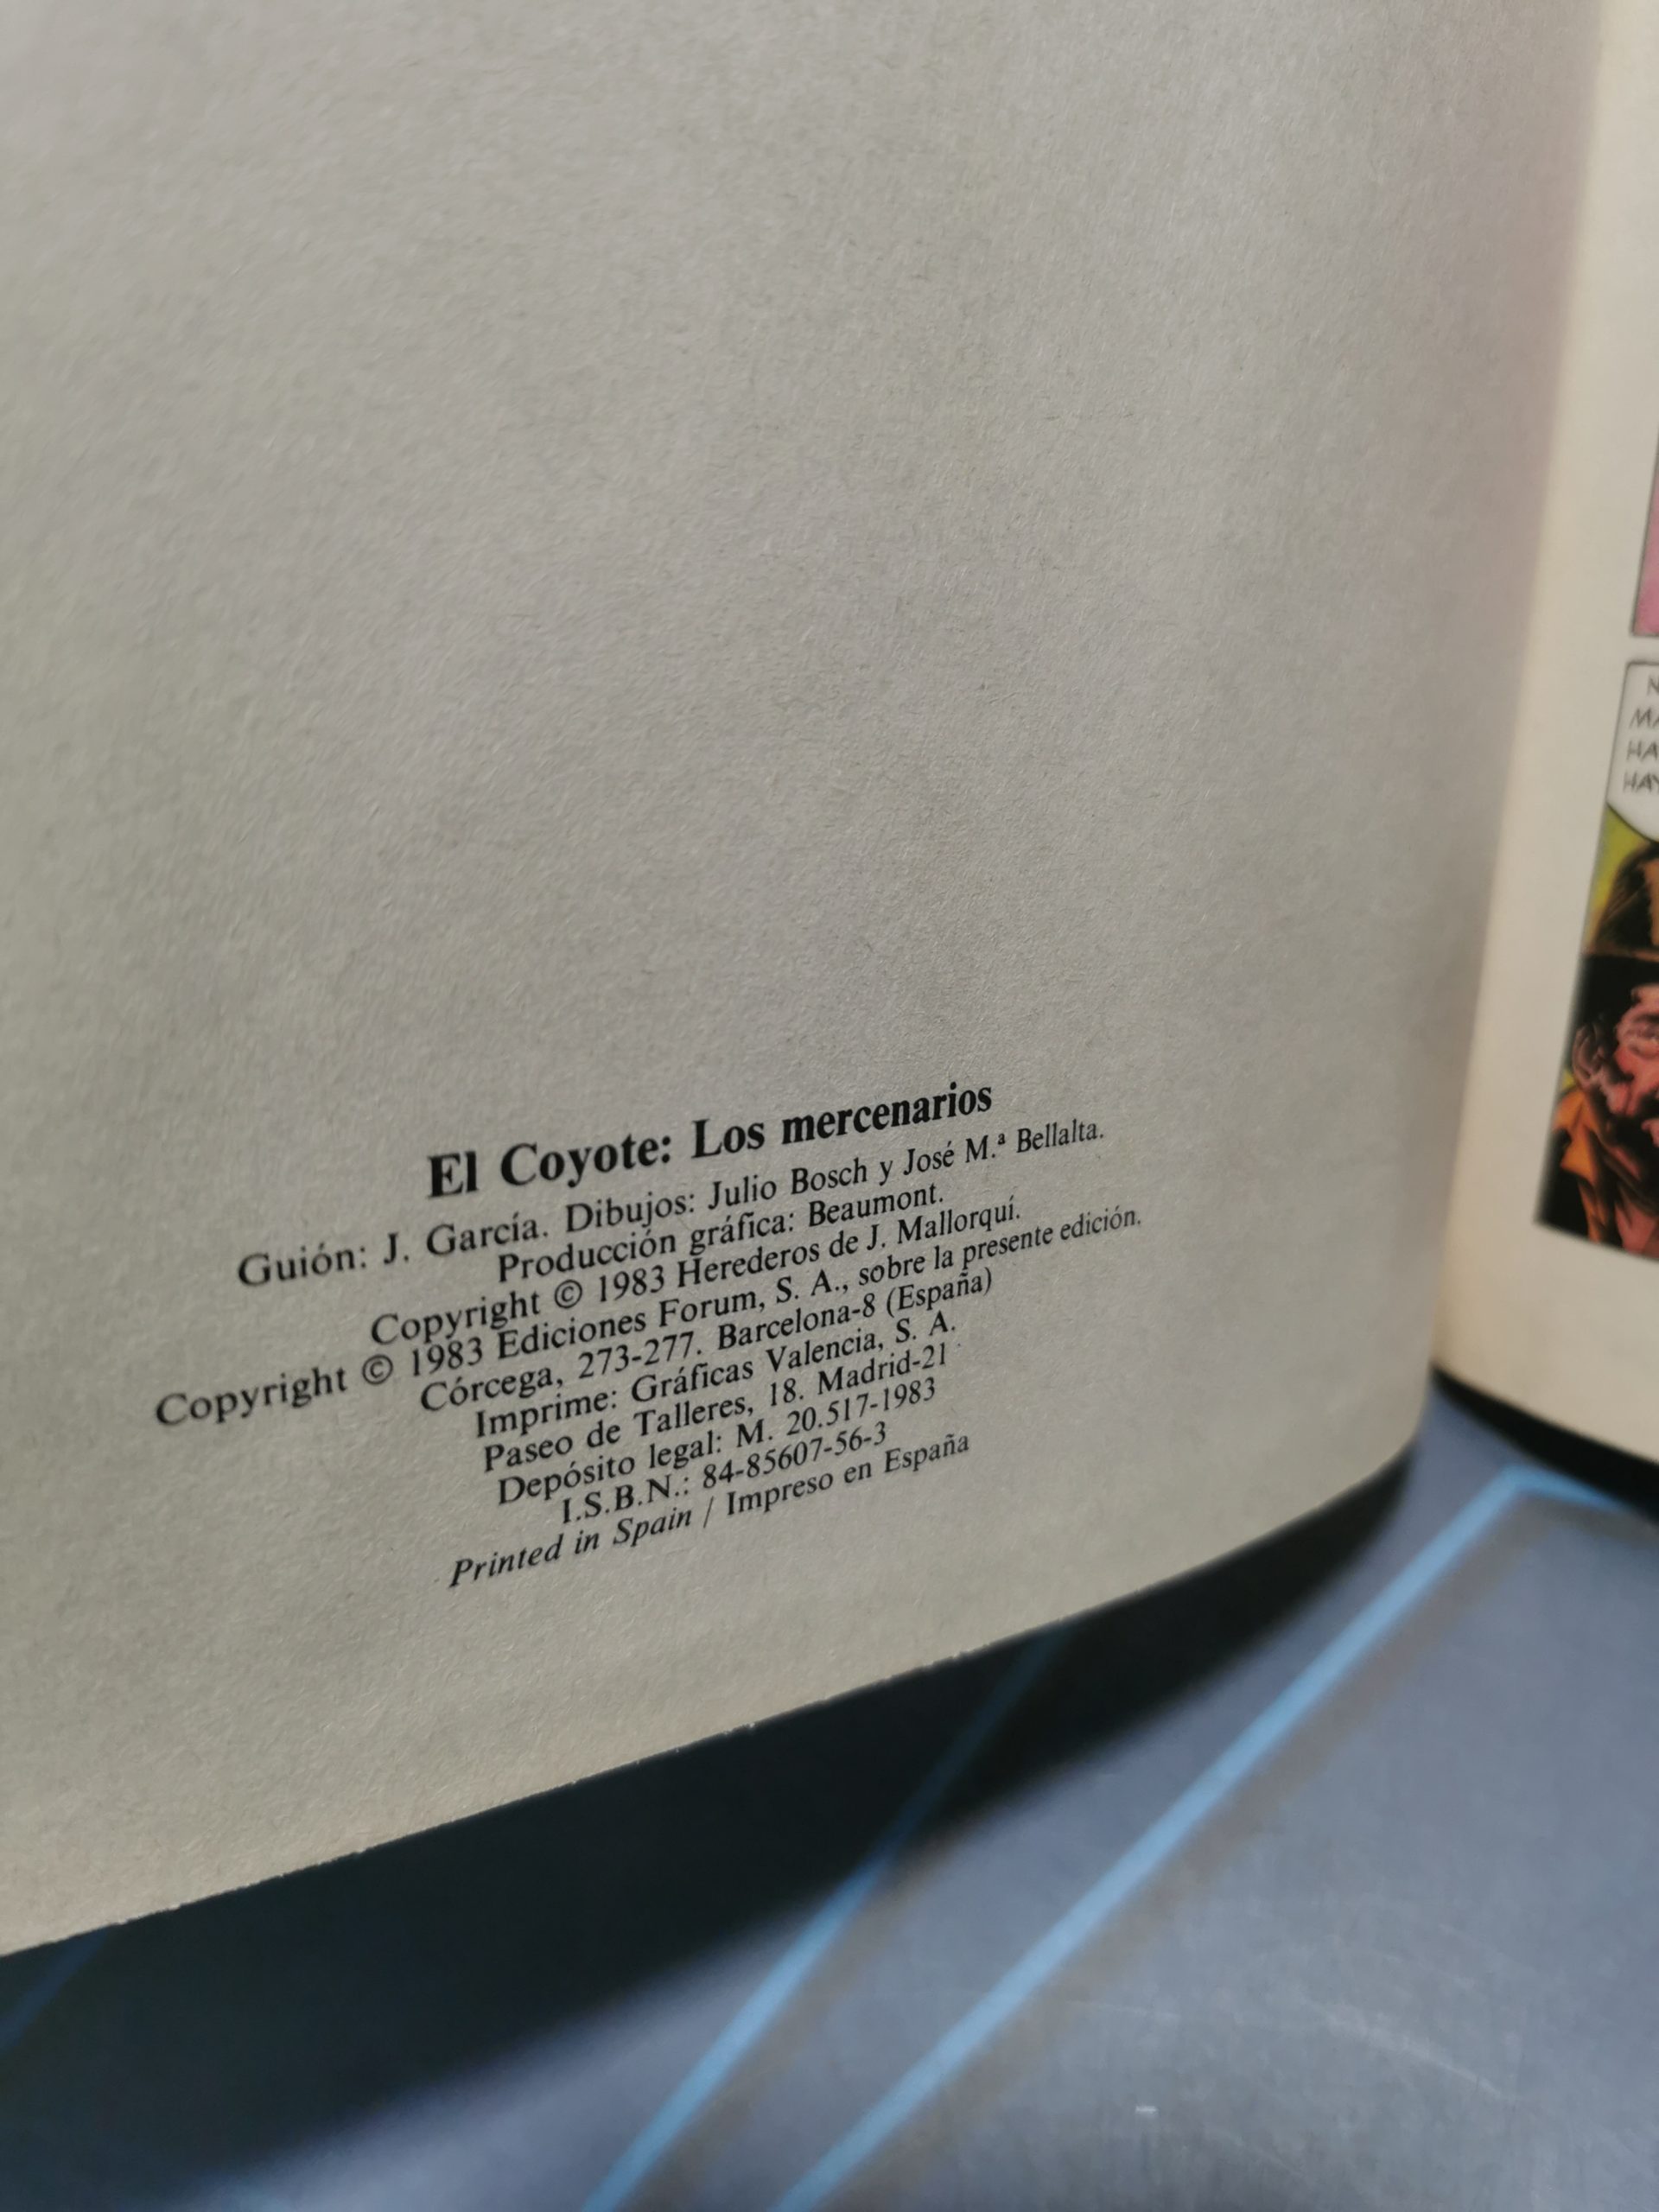 El Coyote: Los mercenarios
Guión: J. García. Dibujos: Julio Bosch y José M.ª Bellalta.
Producción gráfica: Beaumont.
Copyright © 1983 Herederos de J. Mallorquí.
Copyright © 1983 Ediciones Forum, S. A., sobre la presente edición.
Córcega, 273-277. Barcelona-8 (España)
Imprime: Gráficas Valencia, S. A.
Paseo de Talleres, 18. Madrid-21
Depósito legal: M. 20.517-1983
I.S.B.N.: 84-85607-56-3
Printed in Spain / Impreso en España